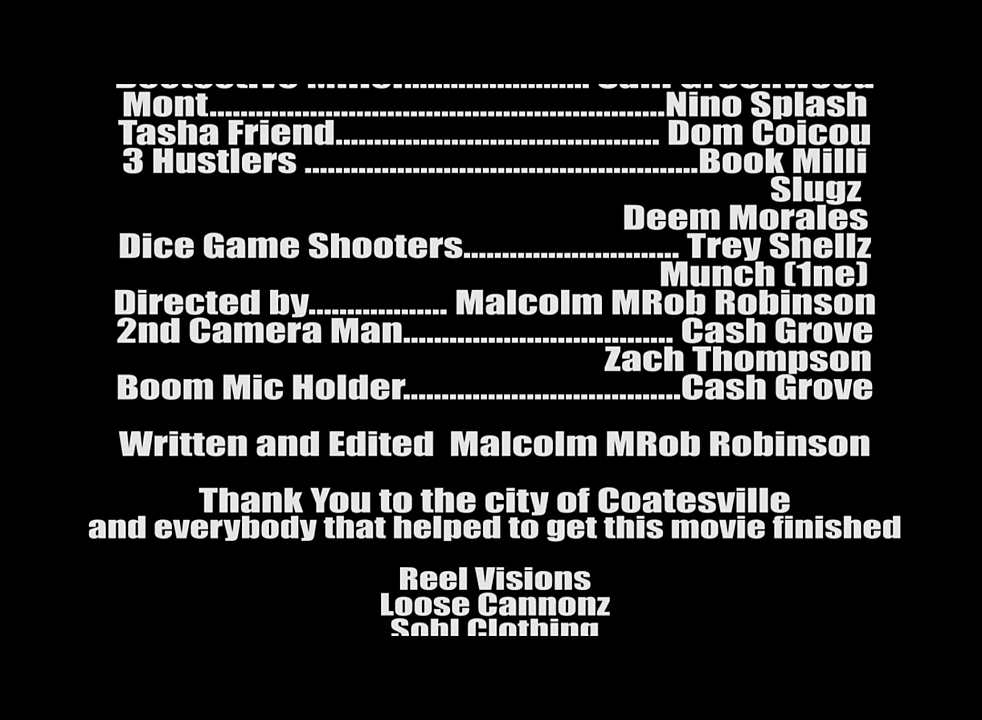 Mont............................................................Nino Splash
Tasha Friend.......................................... Dom Coicou
3 Hustlers ...................................................Book Milli
Slugz
Deem Morales
Dice Game Shooters............................ Trey Shellz
Munch (1ne)
Directed by.................. Malcolm MRob Robinson
2nd Camera Man................................... Cash Grove
Zach Thompson
Boom Mic Holder....................................Cash Grove
Written and Edited  Malcolm MRob Robinson
Thank You to the city of Coatesville
and everybody that helped to get this movie finished
Reel Visions
Loose Cannonz
Clothing